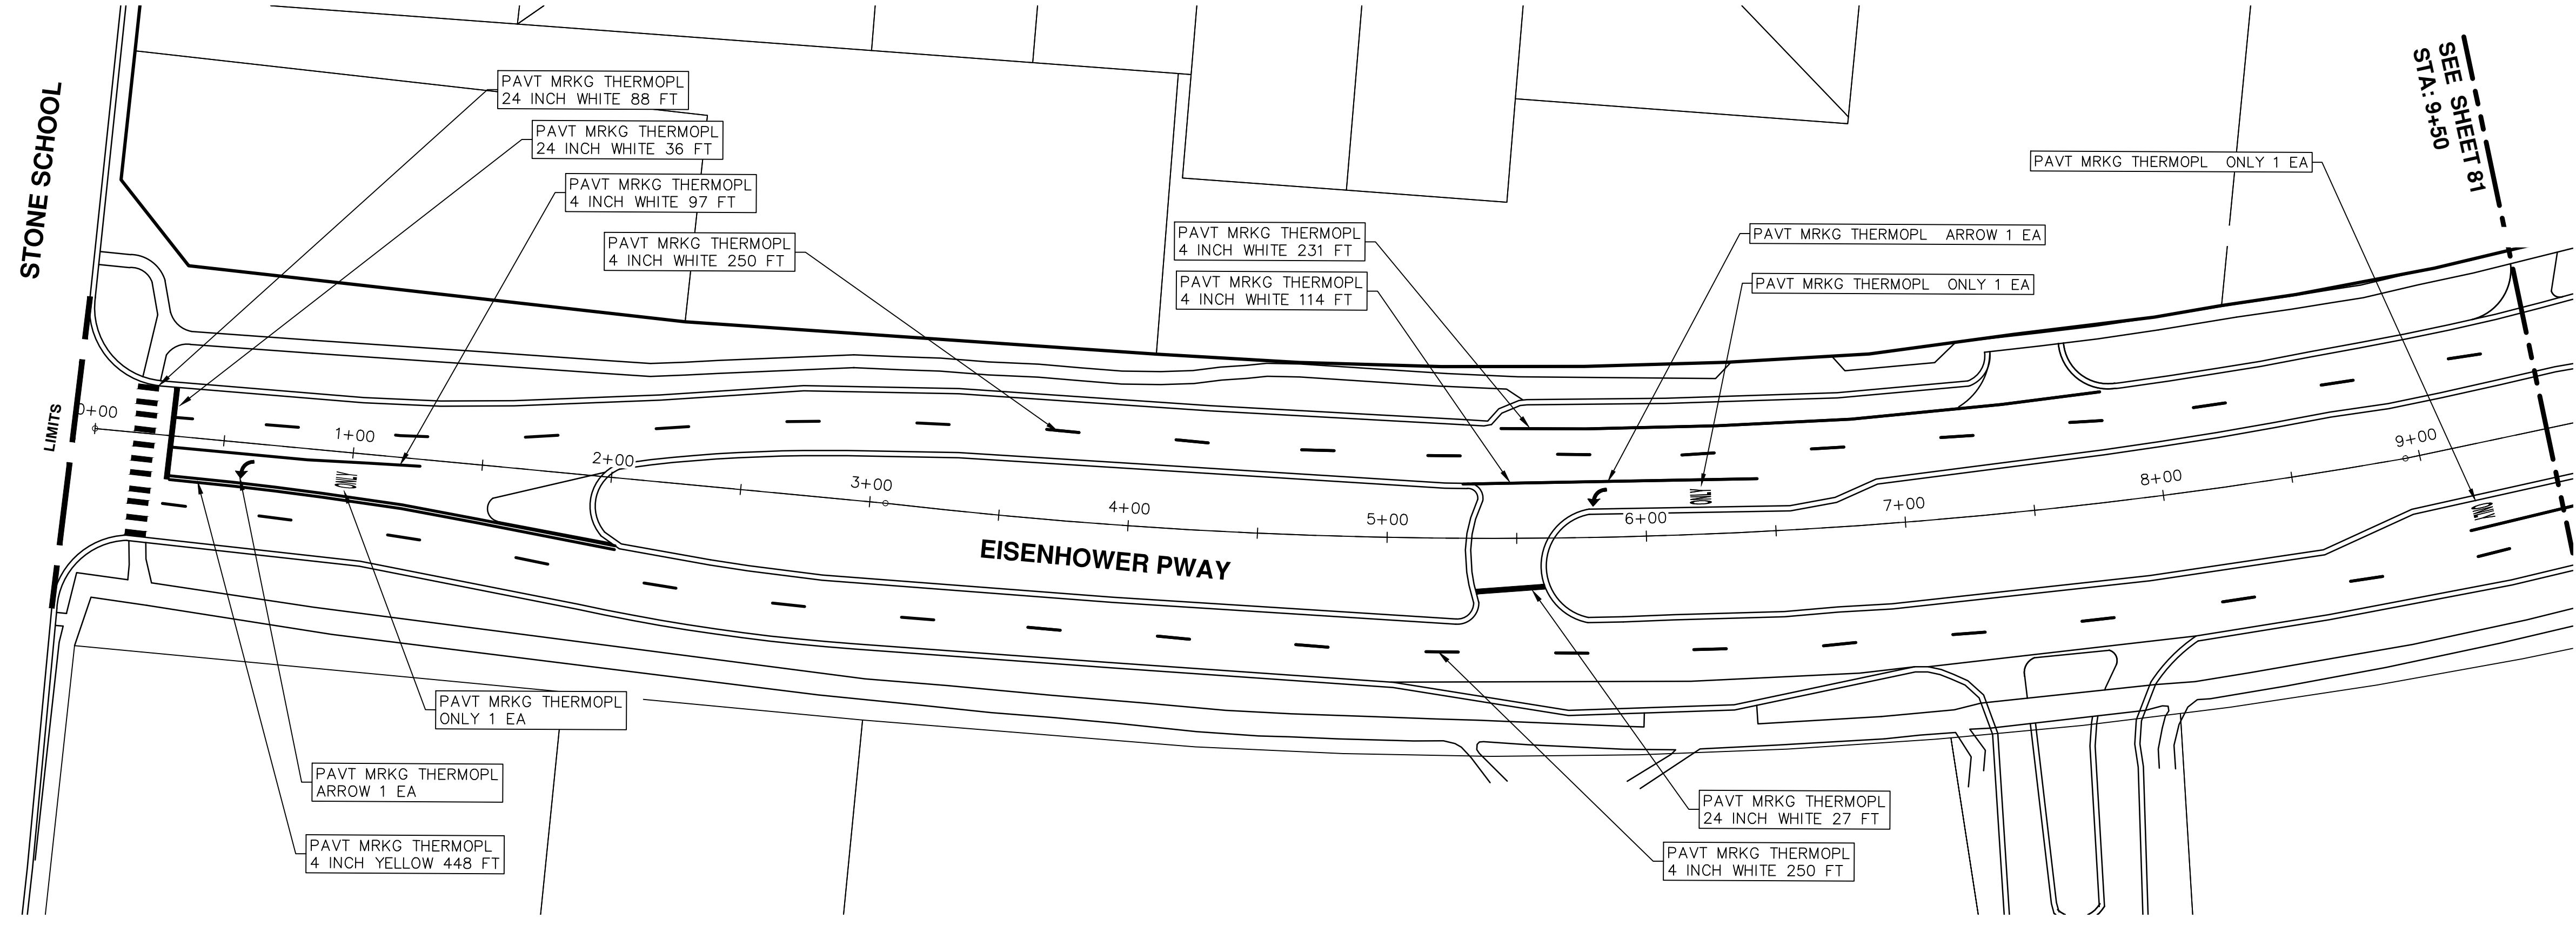 PAVT MRKG THERMOPL
24 INCH WHITE 88 FT
PAVT MRKG THERMOPL
24 INCH WHITE 36 FT
PAVT MRKG THERMOPL
4 INCH WHITE 97 FT
PAVT MRKG THERMOPL
4 INCH WHITE 250 FT
PAVT MRKG THERMOPL
4 INCH WHITE 231 FT
PAVT MRKG THERMOPL
4 INCH WHITE 114 FT
PAVT MRKG THERMOPL ARROW 1 EA
PAVT MRKG THERMOPL ONLY 1 EA
PAVT MRKG THERMOPL ONLY 1 EA
SEE SHEET 81
STA: 9+50
STONE SCHOOL
LIMITS
0+00
1+00
2+00
3+00
4+00
5+00
6+00
7+00
8+00
9+00
ONLY
ONLY
ONLY
EISENHOWER PWAY
PAVT MRKG THERMOPL
ONLY 1 EA
PAVT MRKG THERMOPL
ARROW 1 EA
PAVT MRKG THERMOPL
4 INCH YELLOW 448 FT
PAVT MRKG THERMOPL
24 INCH WHITE 27 FT
PAVT MRKG THERMOPL
4 INCH WHITE 250 FT